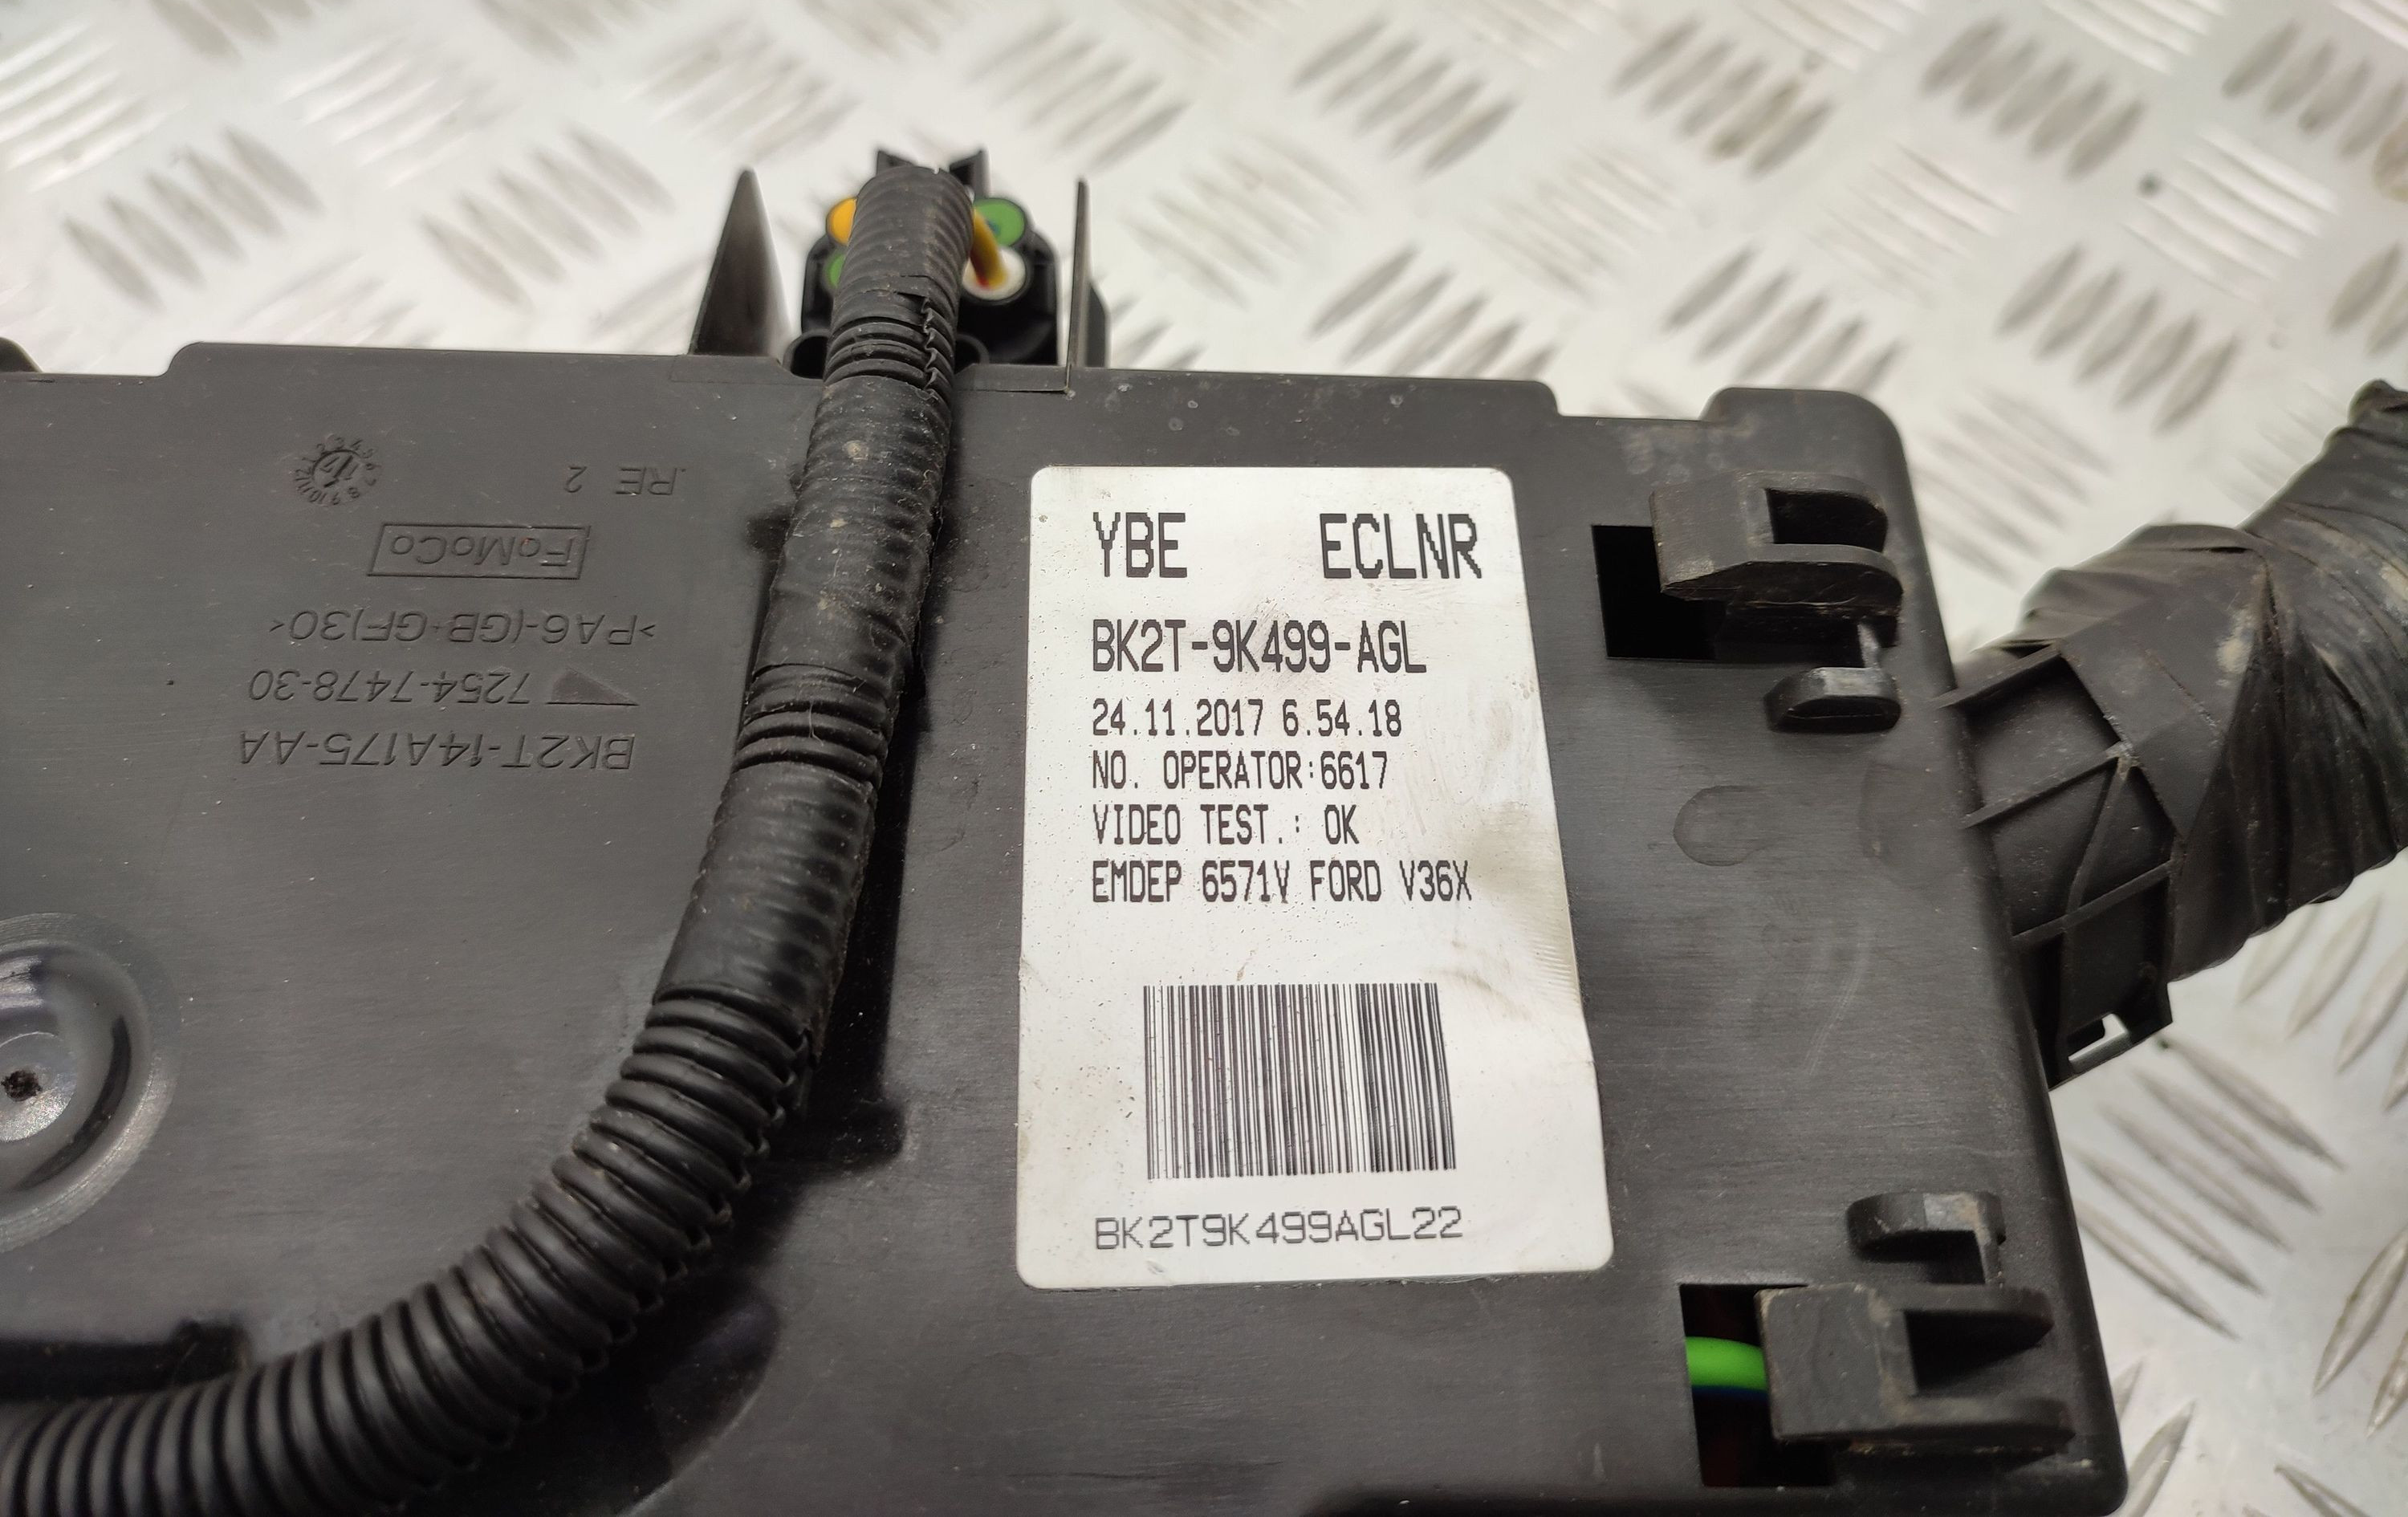 YBE ECLNR
BK2T-9K499-AGL
24.11.2017 6.54.18
NO. OPERATOR:6617
VIDEO TEST.: OK
EMDEP 6571V FORD V36X
BK2T9K499AGL22
BK2T-14A175-AA
7254-7478-30
>PA6-(GB+GF)30<
FoMoCo
RE 2